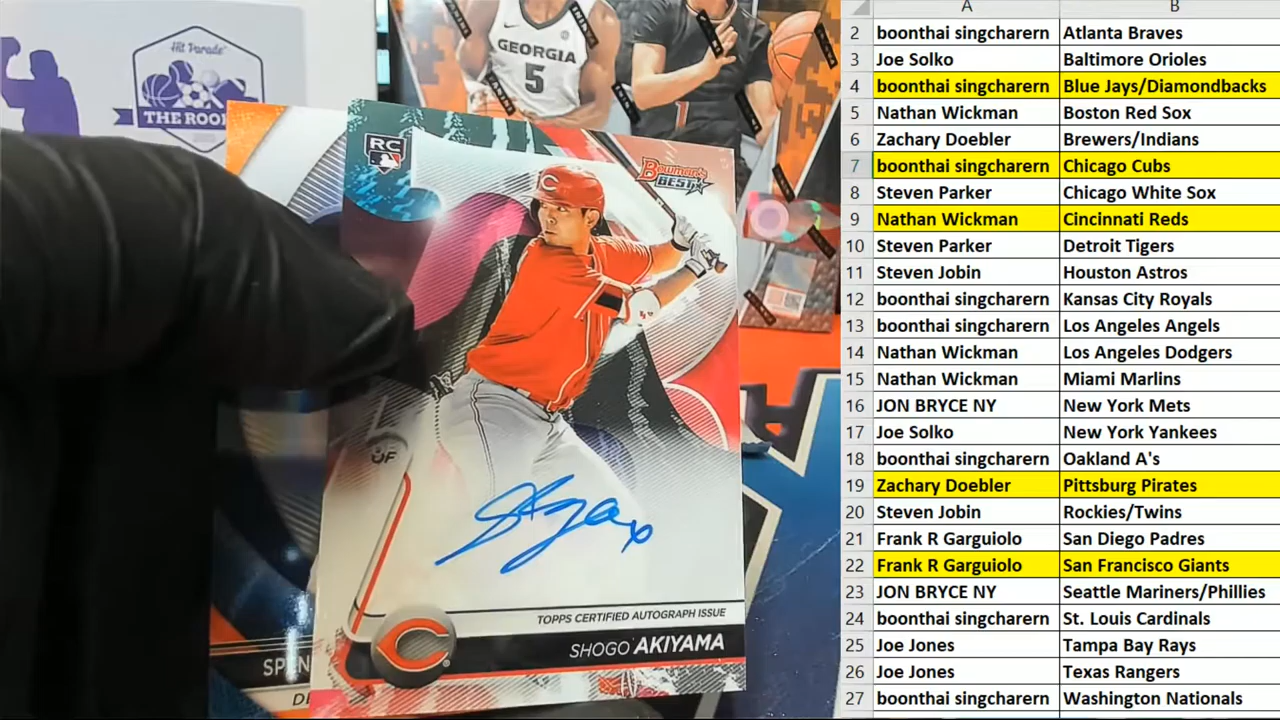 Hit Parade
THE ROO
GEORGIA
5
1
RC
Bowman's
BEST
C
OF
TOPPS CERTIFIED AUTOGRAPH ISSUE
SHOGO AKIYAMA
C
SPEN
A B
2 boonthai singcharern Atlanta Braves
3 Joe Solko Baltimore Orioles
4 boonthai singcharern Blue Jays/Diamondbacks
5 Nathan Wickman Boston Red Sox
6 Zachary Doebler Brewers/Indians
7 boonthai singcharern Chicago Cubs
8 Steven Parker Chicago White Sox
9 Nathan Wickman Cincinnati Reds
10 Steven Parker Detroit Tigers
11 Steven Jobin Houston Astros
12 boonthai singcharern Kansas City Royals
13 boonthai singcharern Los Angeles Angels
14 Nathan Wickman Los Angeles Dodgers
15 Nathan Wickman Miami Marlins
16 JON BRYCE NY New York Mets
17 Joe Solko New York Yankees
18 boonthai singcharern Oakland A's
19 Zachary Doebler Pittsburg Pirates
20 Steven Jobin Rockies/Twins
21 Frank R Garguiolo San Diego Padres
22 Frank R Garguiolo San Francisco Giants
23 JON BRYCE NY Seattle Mariners/Phillies
24 boonthai singcharern St. Louis Cardinals
25 Joe Jones Tampa Bay Rays
26 Joe Jones Texas Rangers
27 boonthai singcharern Washington Nationals